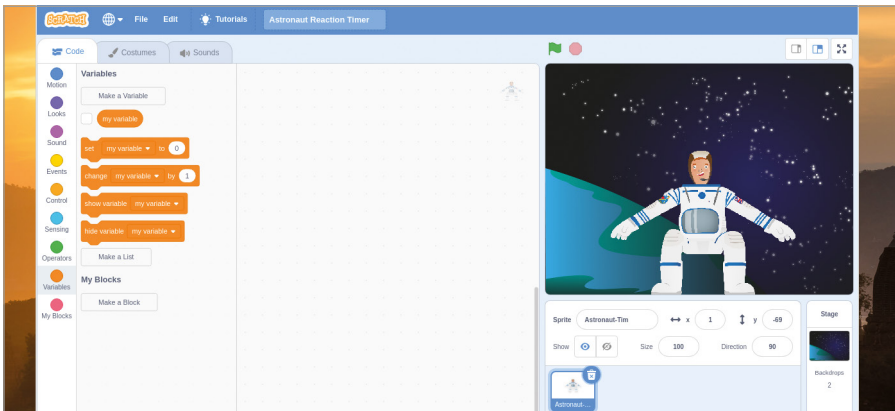 SCRATCH
File
Edit
Tutorials
Astronaut Reaction Timer
Code
Costumes
Sounds
Motion
Looks
Sound
Events
Control
Sensing
Operators
Variables
My Blocks
Variables
Make a Variable
my variable
set my variable to 0
change my variable by 1
show variable my variable
hide variable my variable
Make a List
My Blocks
Make a Block
Sprite Astronaut-Tim x 1 y -69
Show Size 100 Direction 90
Astronaut-...
Stage
Backdrops
2